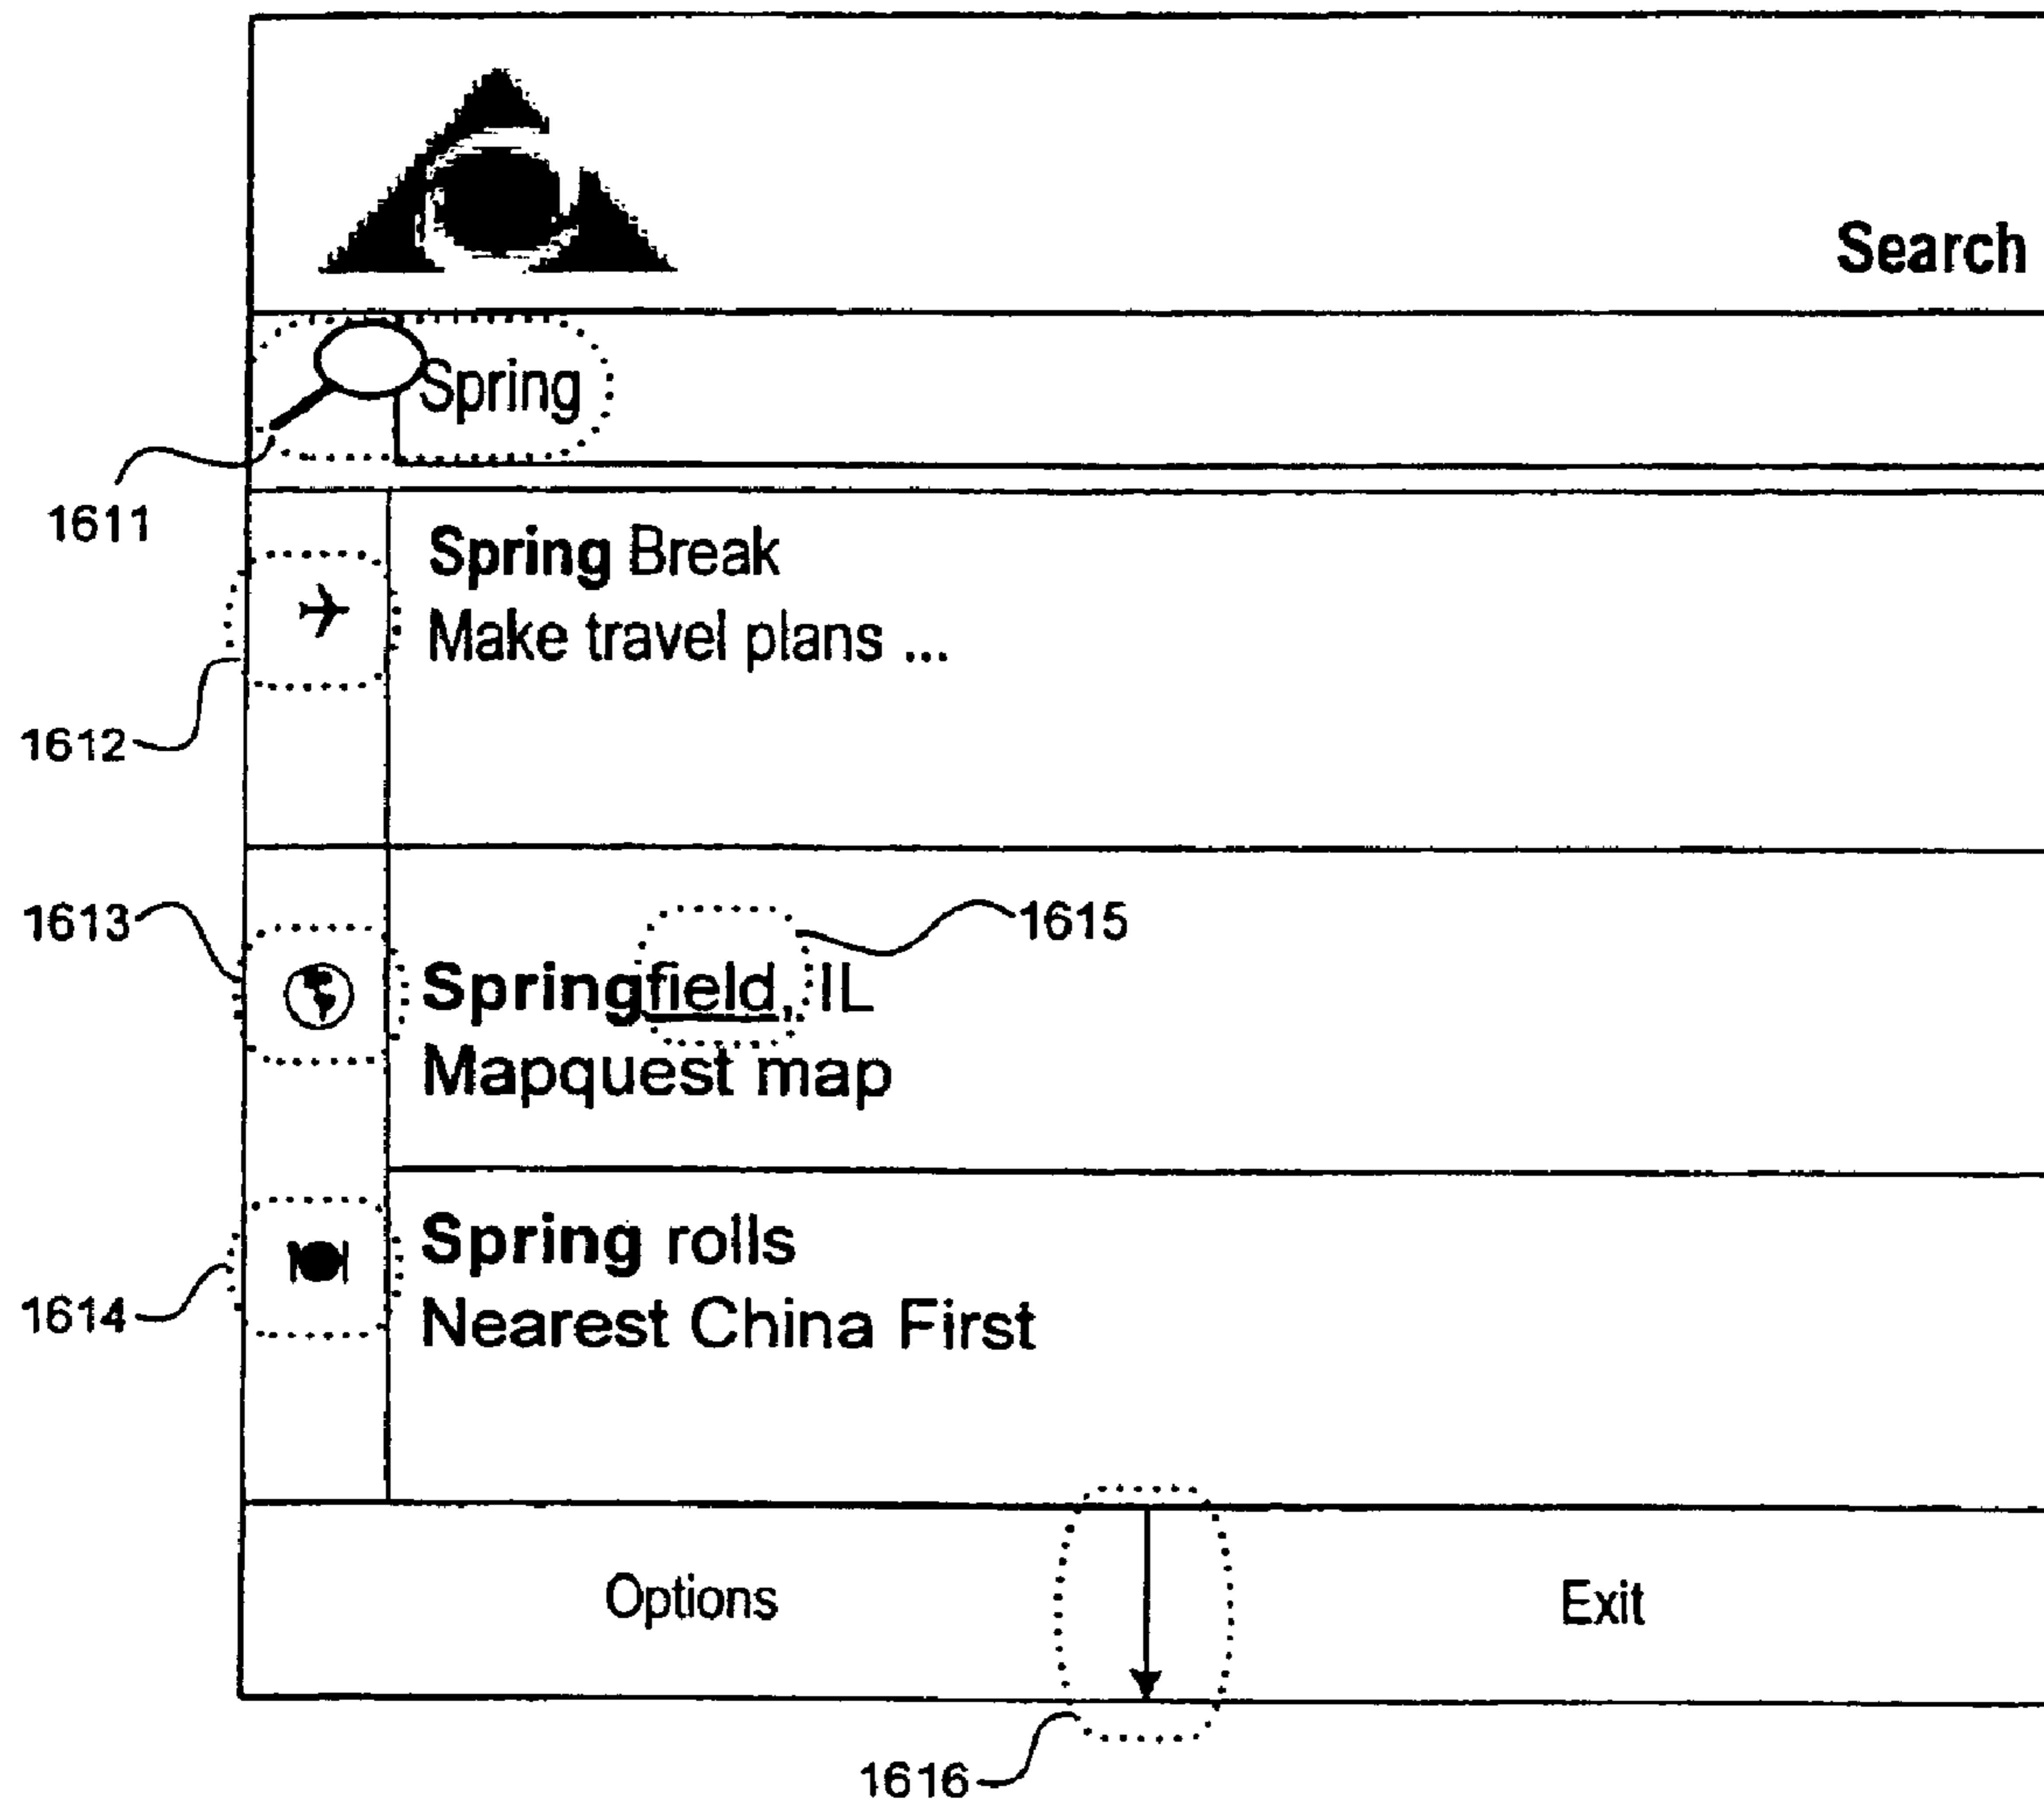 Search
Spring
1611
Spring Break
Make travel plans ...
1612
1613
1615
Springfield, IL
Mapquest map
Spring rolls
1614
Nearest China First
Options
Exit
1616